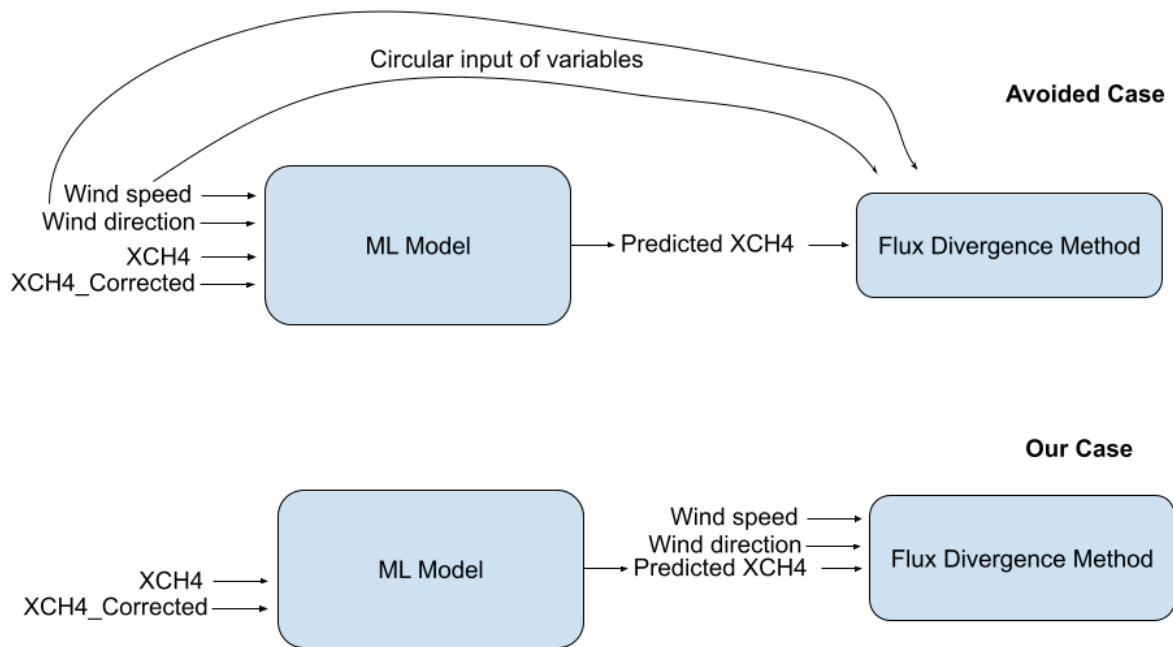 Circular input of variables
Avoided Case
Wind speed
Wind direction
XCH4
XCH4_Corrected
ML Model
Predicted XCH4
Flux Divergence Method
Our Case
XCH4
XCH4_Corrected
ML Model
Wind speed
Wind direction
Predicted XCH4
Flux Divergence Method